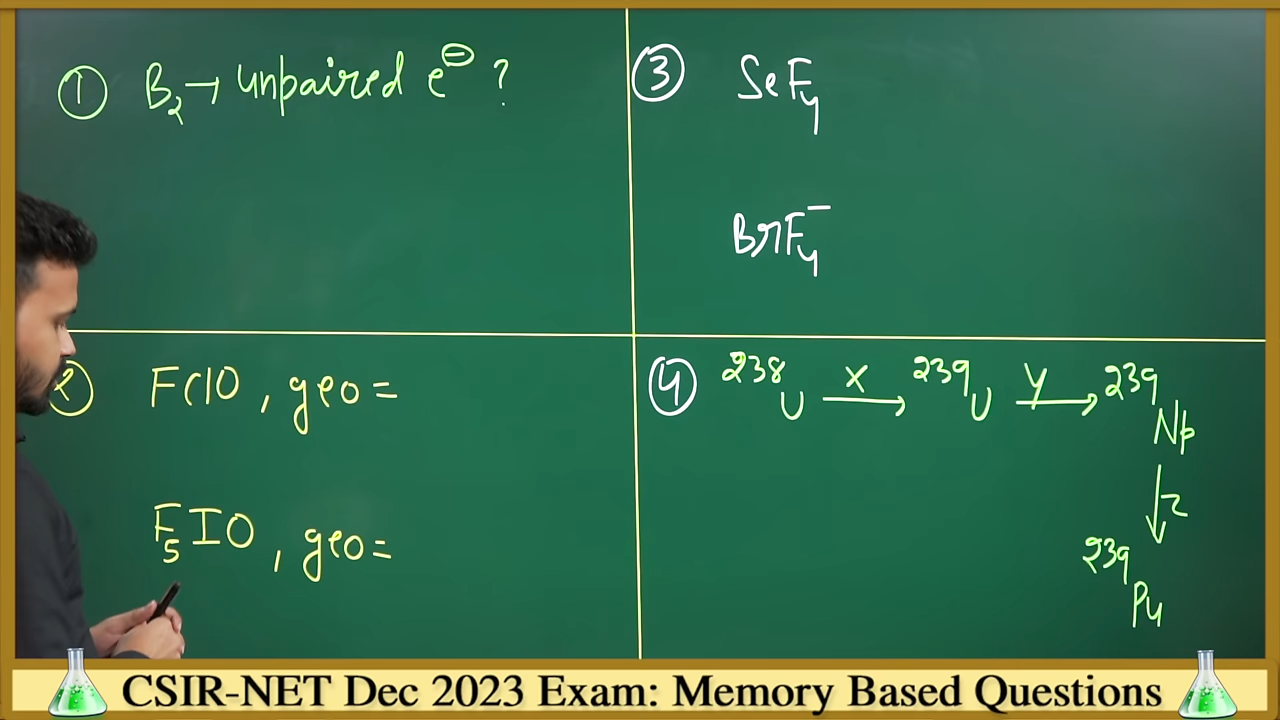 ① B₂ → unpaired e⊖ ?
② FClO , geo =
F₅IO , geo =
③ SeF₄
BrF₄⁻
④ ²³⁸U X→ ²³⁹U Y→ ²³⁹Np
↓ Z
²³⁹Pu
CSIR-NET Dec 2023 Exam: Memory Based Questions